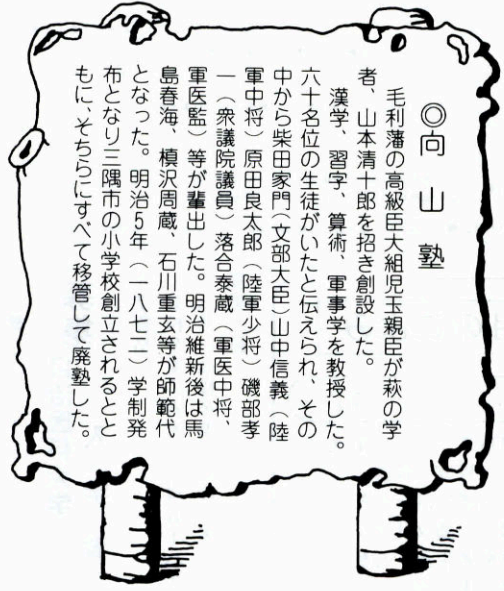 ◎向山塾
毛利藩の高級臣大組児玉親臣が萩の学
者、山本清十郎を招き創設した。
漢学、習字、算術、軍事学を教授した。
六十名位の生徒がいたと伝えられ、その
中から柴田家門(文部大臣)山中信義(陸
軍中将)原田良太郎(陸軍少将)磯部孝
一(衆議院議員)落合泰蔵(軍医中将、
軍医監)等が輩出した。明治維新後は馬
島春海、槙沢周蔵、石川重玄等が師範代
となった。明治5年(一八七二)学制発
布となり三隅市の小学校創立されるとと
もに、そちらにすべて移管して廃塾した。